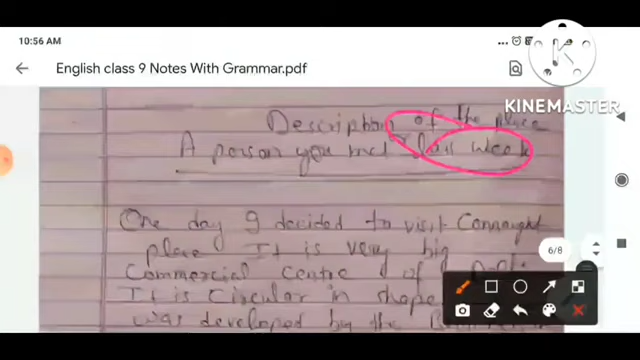 10:56 AM
KINEMASTER
English class 9 Notes With Grammar.pdf
Description of the place
A person you met last week
One day I decided to visit Connaught
place It is very big
Commercial centre of
It is Circular in shape
was developed by the
6/8